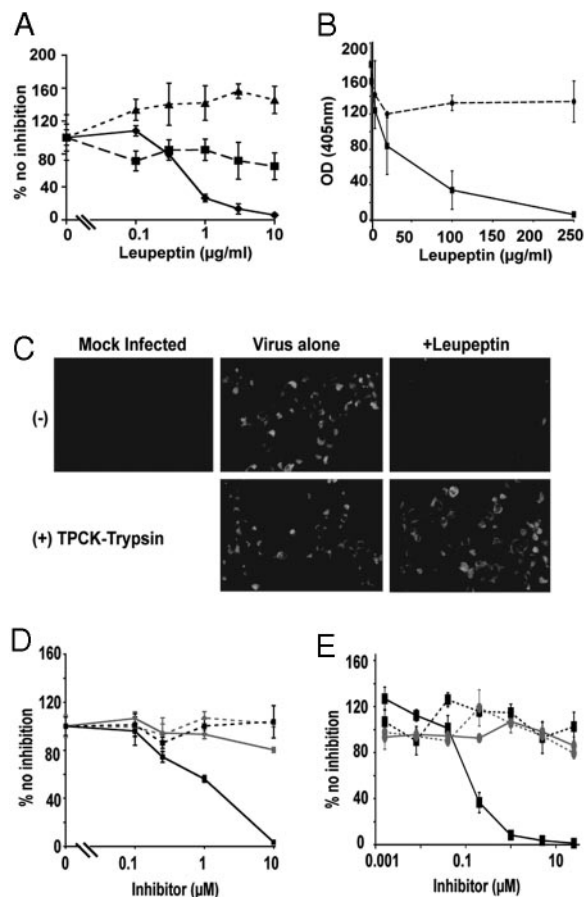 A
% no inhibition
200
160
120
80
40
0
0 0.1 1 10
Leupeptin (µg/ml)
B
OD (405nm)
200
160
120
80
40
0
50 100 150 200 250
Leupeptin (µg/ml)
C
Mock Infected Virus alone +Leupeptin
(-)
(+) TPCK-Trypsin
D
% no inhibition
160
120
80
40
0
0 0.1 1 10
Inhibitor (µM)
E
% no inhibition
160
120
80
40
0
0.001 0.1 10
Inhibitor (µM)